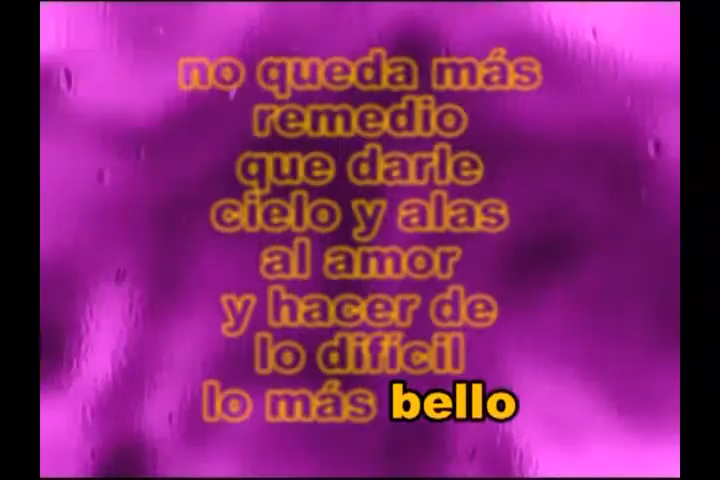 no queda más
remedio
que darle
cielo y alas
al amor
y hacer de
lo difícil
lo más bello